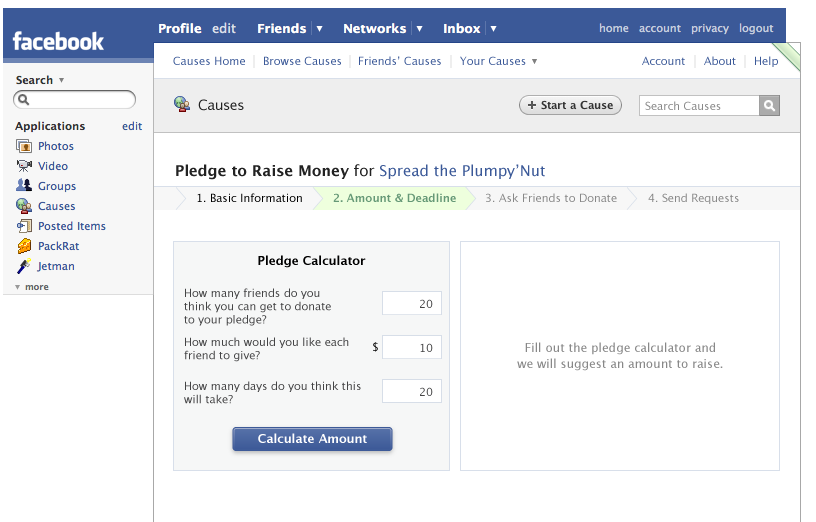 facebook
Profile edit Friends Networks Inbox home account privacy logout
Search
Applications edit
Photos
Video
Groups
Causes
Posted Items
PackRat
Jetman
more
Causes Home Browse Causes Friends' Causes Your Causes Account About Help
Causes + Start a Cause Search Causes
Pledge to Raise Money for Spread the Plumpy'Nut
1. Basic Information 2. Amount & Deadline 3. Ask Friends to Donate 4. Send Requests
Pledge Calculator
How many friends do you
think you can get to donate
to your pledge?
20
How much would you like each
friend to give?
$ 10
How many days do you think this
will take?
20
Calculate Amount
Fill out the pledge calculator and
we will suggest an amount to raise.